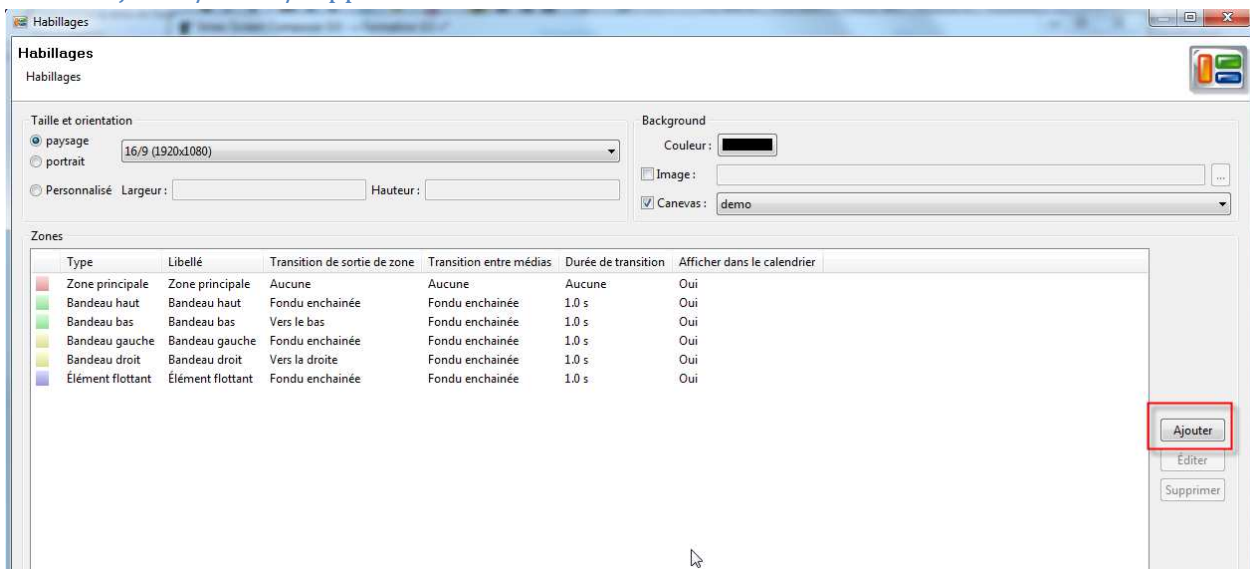 Habillages
Habillages
Habillages
Taille et orientation
paysage
portrait
16/9 (1920x1080)
Personnalisé Largeur :
Hauteur :
Background
Couleur :
Image :
...
Canevas : demo
Zones
Type Libellé Transition de sortie de zone Transition entre médias Durée de transition Afficher dans le calendrier
Zone principale Zone principale Aucune Aucune Aucune Oui
Bandeau haut Bandeau haut Fondu enchainée Fondu enchainée 1.0 s Oui
Bandeau bas Bandeau bas Vers le bas Fondu enchainée 1.0 s Oui
Bandeau gauche Bandeau gauche Fondu enchainée Fondu enchainée 1.0 s Oui
Bandeau droit Bandeau droit Vers la droite Fondu enchainée 1.0 s Oui
Élément flottant Élément flottant Fondu enchainée Fondu enchainée 1.0 s Oui
Ajouter
Éditer
Supprimer